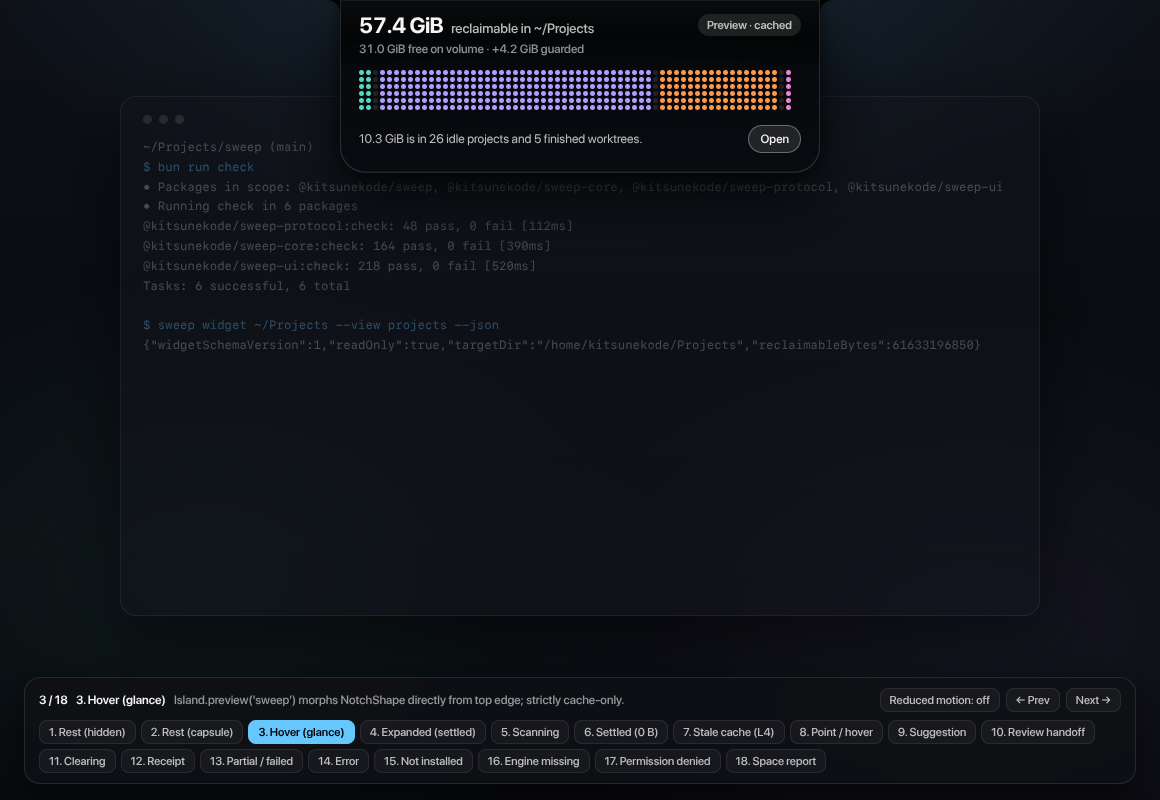 57.4 GiB reclaimable in ~/Projects
Preview · cached
31.0 GiB free on volume · +4.2 GiB guarded
10.3 GiB is in 26 idle projects and 5 finished worktrees.
Open
~/Projects/sweep (main)
$ bun run check
• Packages in scope: @kitsunekode/sweep, @kitsunekode/sweep-core, @kitsunekode/sweep-protocol, @kitsunekode/sweep-ui
• Running check in 6 packages
@kitsunekode/sweep-protocol:check: 48 pass, 0 fail [112ms]
@kitsunekode/sweep-core:check: 164 pass, 0 fail [390ms]
@kitsunekode/sweep-ui:check: 218 pass, 0 fail [520ms]
Tasks: 6 successful, 6 total
$ sweep widget ~/Projects --view projects --json
{"widgetSchemaVersion":1,"readOnly":true,"targetDir":"/home/kitsunekode/Projects","reclaimableBytes":61633196850}
3 / 18 3. Hover (glance) Island.preview('sweep') morphs NotchShape directly from top edge; strictly cache-only.
Reduced motion: off
← Prev
Next →
1. Rest (hidden)
2. Rest (capsule)
3. Hover (glance)
4. Expanded (settled)
5. Scanning
6. Settled (0 B)
7. Stale cache (L4)
8. Point / hover
9. Suggestion
10. Review handoff
11. Clearing
12. Receipt
13. Partial / failed
14. Error
15. Not installed
16. Engine missing
17. Permission denied
18. Space report